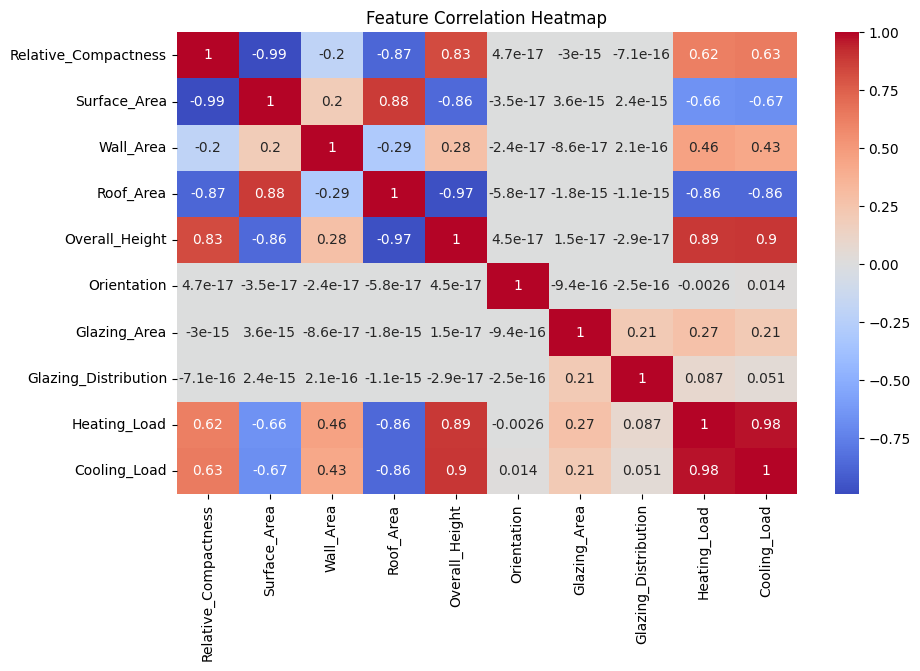 Feature Correlation Heatmap
Relative_Compactness 1 -0.99 -0.2 -0.87 0.83 4.7e-17 -3e-15 -7.1e-16 0.62 0.63
Surface_Area -0.99 1 0.2 0.88 -0.86 -3.5e-17 3.6e-15 2.4e-15 -0.66 -0.67
Wall_Area -0.2 0.2 1 -0.29 0.28 -2.4e-17 -8.6e-17 2.1e-16 0.46 0.43
Roof_Area -0.87 0.88 -0.29 1 -0.97 -5.8e-17 -1.8e-15 -1.1e-15 -0.86 -0.86
Overall_Height 0.83 -0.86 0.28 -0.97 1 4.5e-17 1.5e-17 -2.9e-17 0.89 0.9
Orientation 4.7e-17 -3.5e-17 -2.4e-17 -5.8e-17 4.5e-17 1 -9.4e-16 -2.5e-16 -0.0026 0.014
Glazing_Area -3e-15 3.6e-15 -8.6e-17 -1.8e-15 1.5e-17 -9.4e-16 1 0.21 0.27 0.21
Glazing_Distribution -7.1e-16 2.4e-15 2.1e-16 -1.1e-15 -2.9e-17 -2.5e-16 0.21 1 0.087 0.051
Heating_Load 0.62 -0.66 0.46 -0.86 0.89 -0.0026 0.27 0.087 1 0.98
Cooling_Load 0.63 -0.67 0.43 -0.86 0.9 0.014 0.21 0.051 0.98 1
Relative_Compactness
Surface_Area
Wall_Area
Roof_Area
Overall_Height
Orientation
Glazing_Area
Glazing_Distribution
Heating_Load
Cooling_Load
1.00
0.75
0.50
0.25
0.00
−0.25
−0.50
−0.75